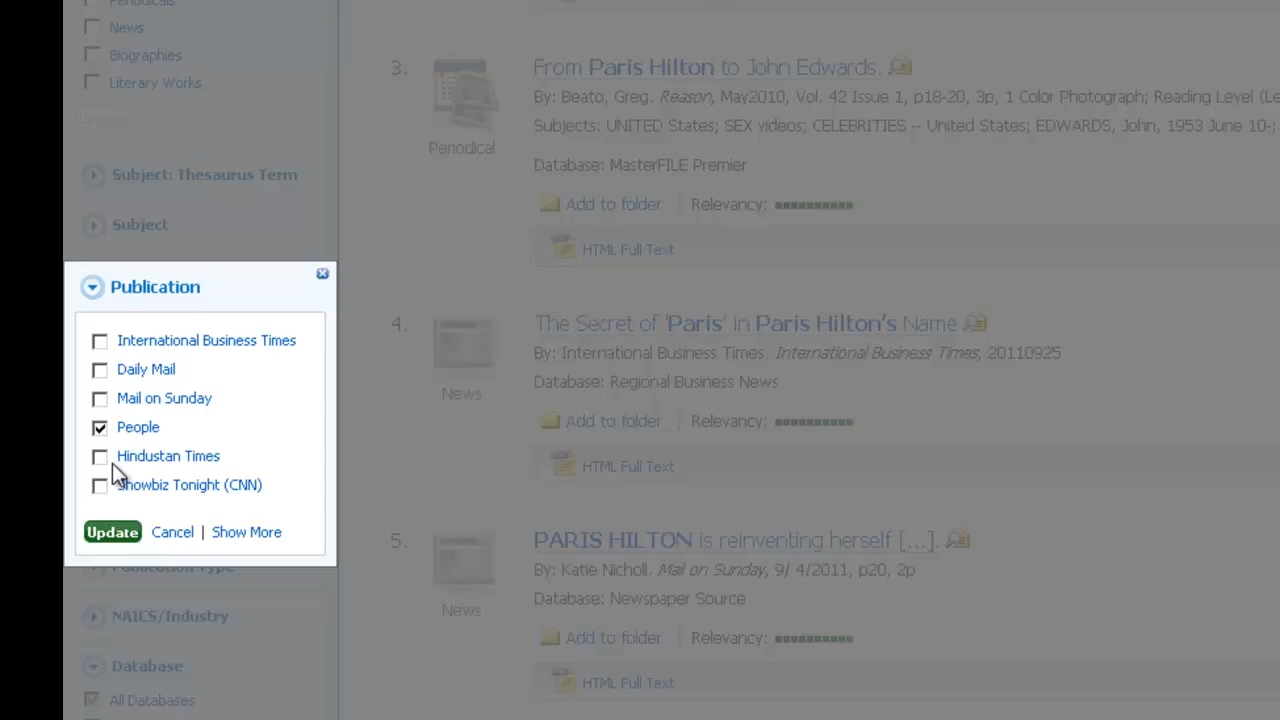 Periodicals
News
Biographies
Literary Works
Update
Subject: Thesaurus Term
Subject
Publication
International Business Times
Daily Mail
Mail on Sunday
People
Hindustan Times
Showbiz Tonight (CNN)
Update Cancel | Show More
Publication Type
NAICS/Industry
Database
All Databases
3.
Periodical
From Paris Hilton to John Edwards.
By: Beato, Greg. Reason, May2010, Vol. 42 Issue 1, p18-20, 3p, 1 Color Photograph; Reading Level (Le
Subjects: UNITED States; SEX videos; CELEBRITIES -- United States; EDWARDS, John, 1953 June 10-;
Database: MasterFILE Premier
Add to folder | Relevancy:
HTML Full Text
4.
News
The Secret of 'Paris' in Paris Hilton's Name
By: International Business Times. International Business Times, 20110925
Database: Regional Business News
Add to folder | Relevancy:
HTML Full Text
5.
News
PARIS HILTON is reinventing herself [...].
By: Katie Nicholl. Mail on Sunday, 9/ 4/2011, p20, 2p
Database: Newspaper Source
Add to folder | Relevancy:
HTML Full Text